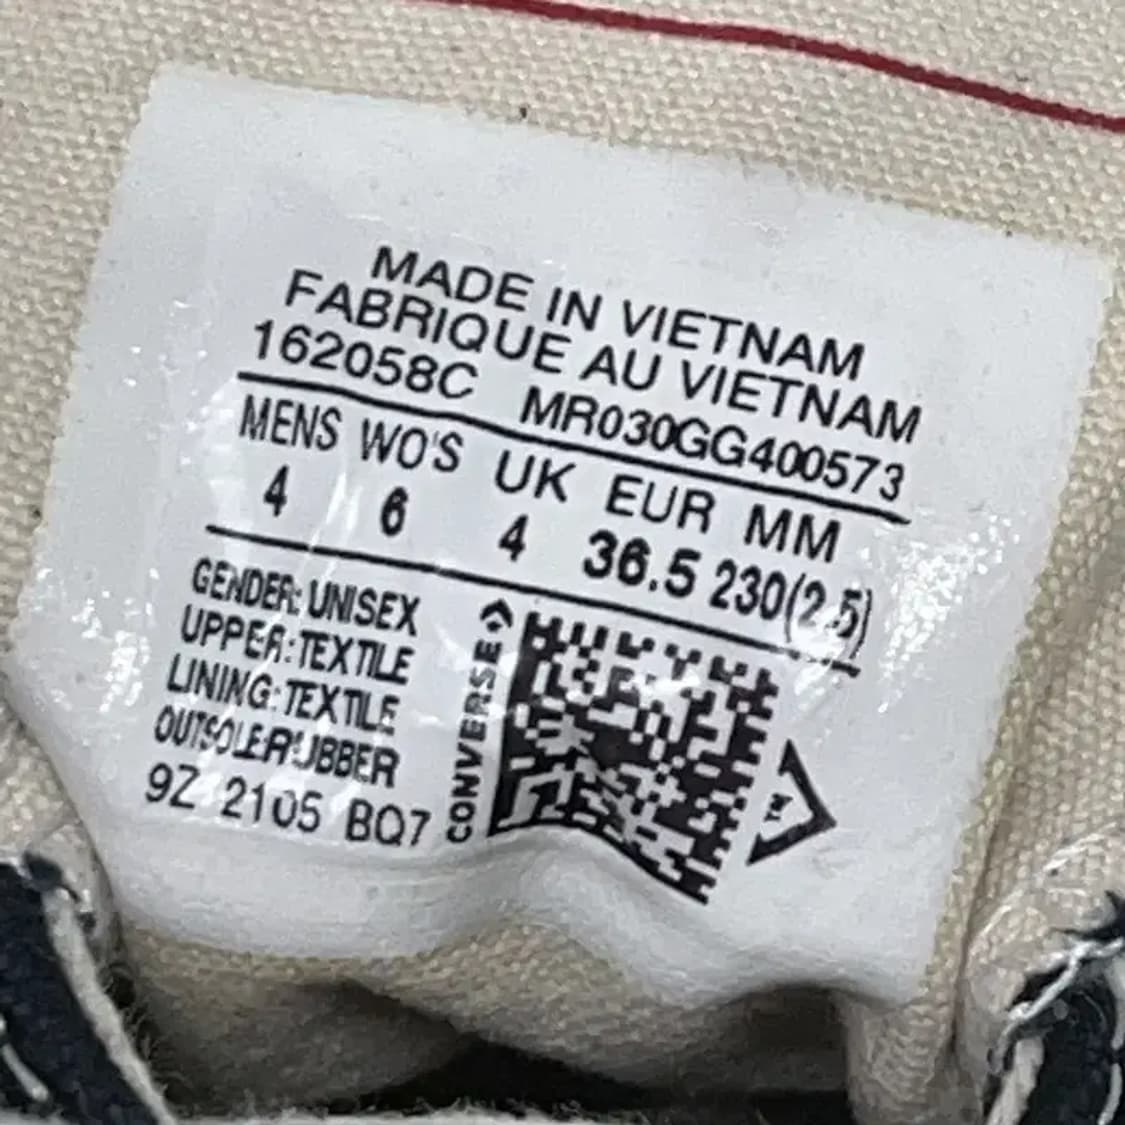 MADE IN VIETNAM
FABRIQUE AU VIETNAM
162058C MR030GG400573
MENS WO'S UK EUR MM
4 6 4 36.5 230(2.5)
GENDER: UNISEX
UPPER:TEXTILE
LINING:TEXTILE
OUTSOLE:RUBBER
9Z 2105 BQ7
CONVERSE